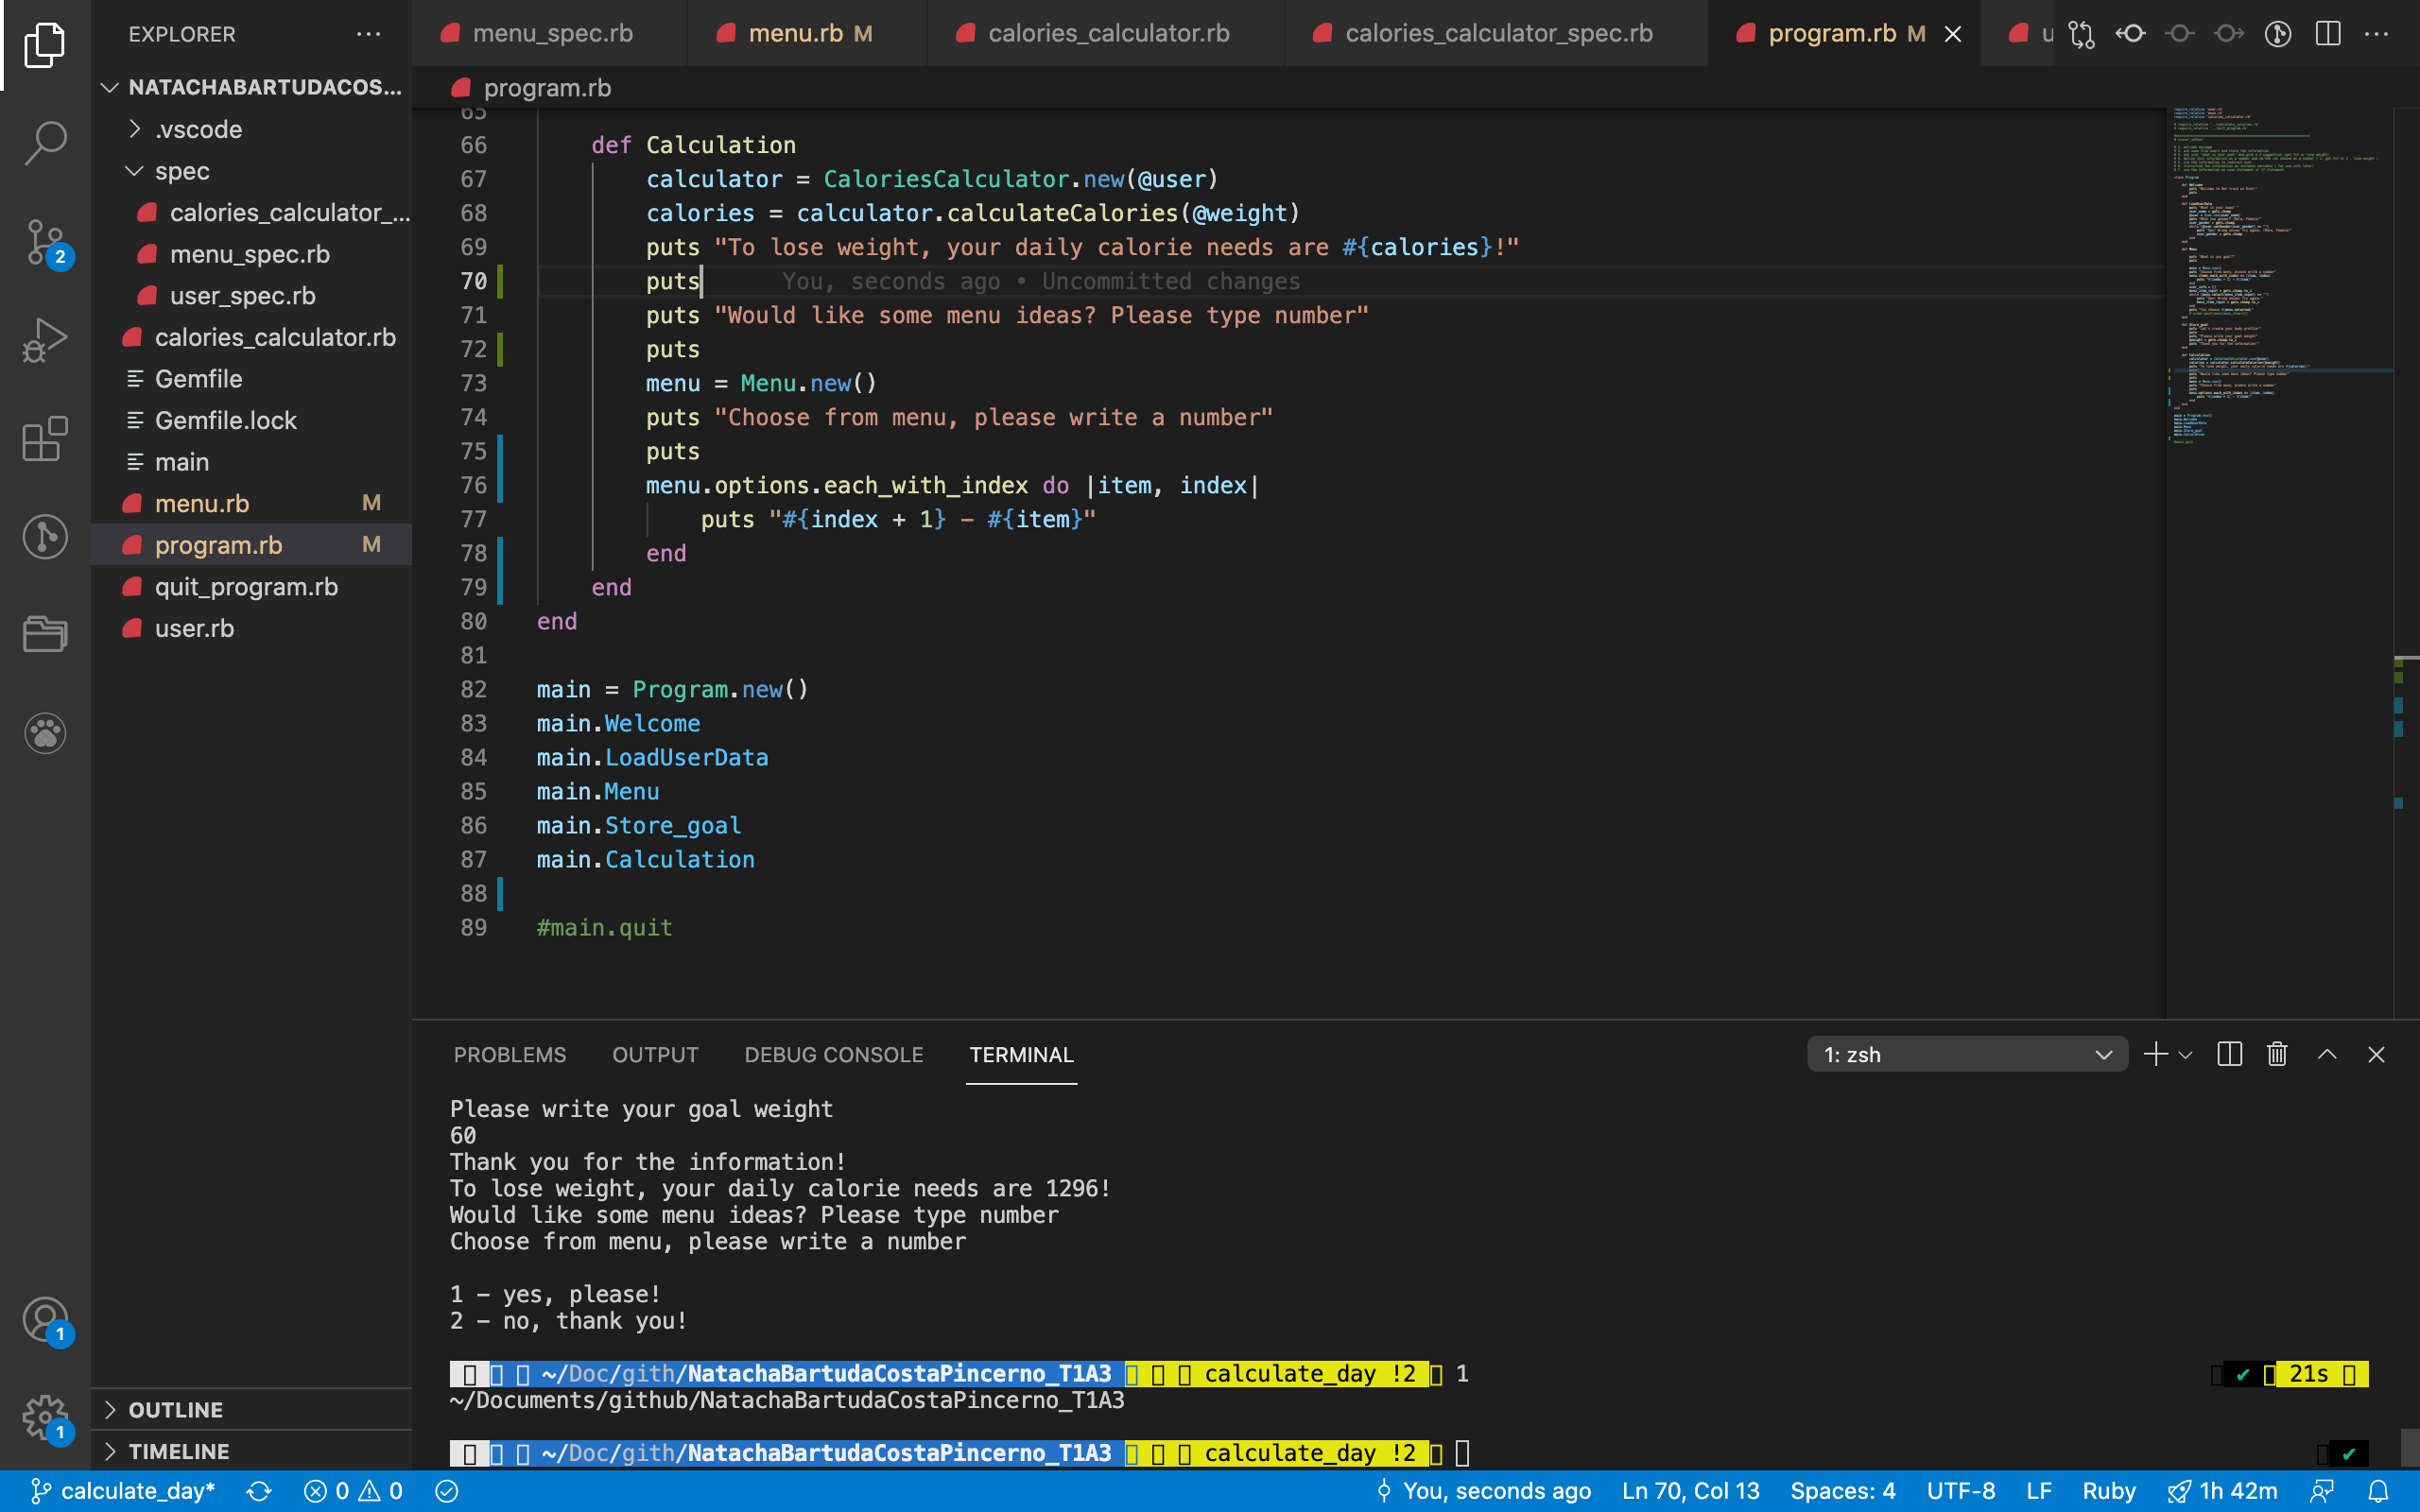 EXPLORER
NATACHABARTUDACOS...
.vscode
spec
calories_calculator_...
menu_spec.rb
user_spec.rb
calories_calculator.rb
Gemfile
Gemfile.lock
main
menu.rb M
program.rb M
quit_program.rb
user.rb
OUTLINE
TIMELINE
2
1
1
menu_spec.rb menu.rb M calories_calculator.rb calories_calculator_spec.rb program.rb M u
program.rb
65
66 def Calculation
67 calculator = CaloriesCalculator.new(@user)
68 calories = calculator.calculateCalories(@weight)
69 puts "To lose weight, your daily calorie needs are #{calories}!"
70 puts You, seconds ago • Uncommitted changes
71 puts "Would like some menu ideas? Please type number"
72 puts
73 menu = Menu.new()
74 puts "Choose from menu, please write a number"
75 puts
76 menu.options.each_with_index do |item, index|
77 puts "#{index + 1} - #{item}"
78 end
79 end
80 end
81
82 main = Program.new()
83 main.Welcome
84 main.LoadUserData
85 main.Menu
86 main.Store_goal
87 main.Calculation
88
89 #main.quit
PROBLEMS OUTPUT DEBUG CONSOLE TERMINAL 1: zsh
Please write your goal weight
60
Thank you for the information!
To lose weight, your daily calorie needs are 1296!
Would like some menu ideas? Please type number
Choose from menu, please write a number
1 - yes, please!
2 - no, thank you!
~/Doc/gith/NatachaBartudaCostaPincerno_T1A3 calculate_day !2 1 ✔ 21s
~/Documents/github/NatachaBartudaCostaPincerno_T1A3
~/Doc/gith/NatachaBartudaCostaPincerno_T1A3 calculate_day !2 ✔
calculate_day* 0 0 You, seconds ago Ln 70, Col 13 Spaces: 4 UTF-8 LF Ruby 1h 42m